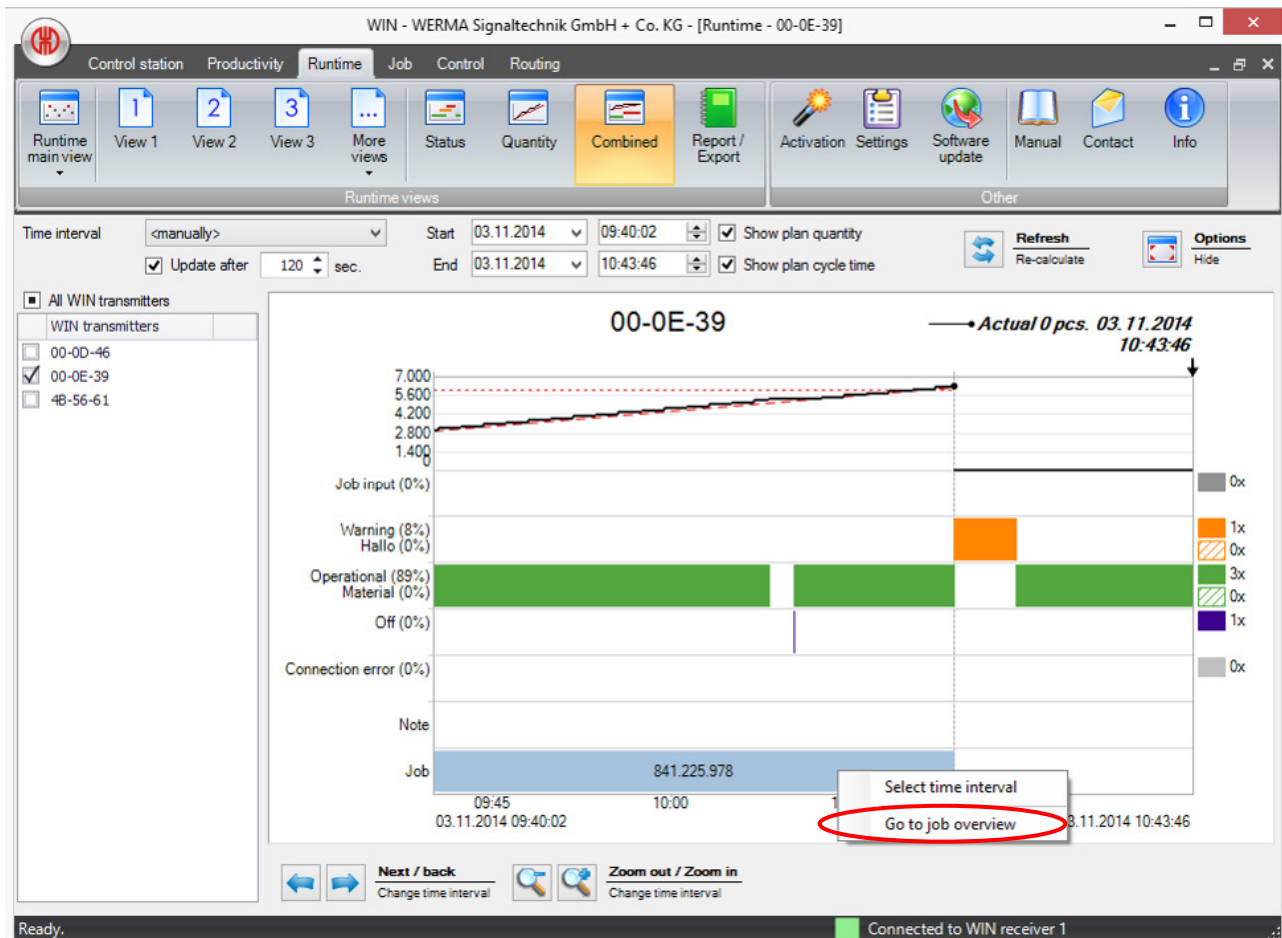 WIN - WERMA Signaltechnik GmbH + Co. KG - [Runtime - 00-0E-39]
Control station Productivity Runtime Job Control Routing
Runtime main view
View 1
View 2
View 3
More views
Status
Quantity
Combined
Report / Export
Activation
Settings
Software update
Manual
Contact
Info
Runtime views
Other
Time interval <manually> Start 03.11.2014 09:40:02 Show plan quantity
Update after 120 sec. End 03.11.2014 10:43:46 Show plan cycle time
Refresh
Re-calculate
Options
Hide
All WIN transmitters
WIN transmitters
00-0D-46
00-0E-39
4B-56-61
00-0E-39
Actual 0 pcs. 03.11.2014
10:43:46
7.000
5.600
4.200
2.800
1.400
0
Job input (0%) 0x
Warning (8%) 1x
Hallo (0%) 0x
Operational (89%) 3x
Material (0%) 0x
Off (0%) 1x
Connection error (0%) 0x
Note
Job 841.225.978
Select time interval
Go to job overview
09:45 10:00
03.11.2014 09:40:02 3.11.2014 10:43:46
Next / back
Change time interval
Zoom out / Zoom in
Change time interval
Ready. Connected to WIN receiver 1